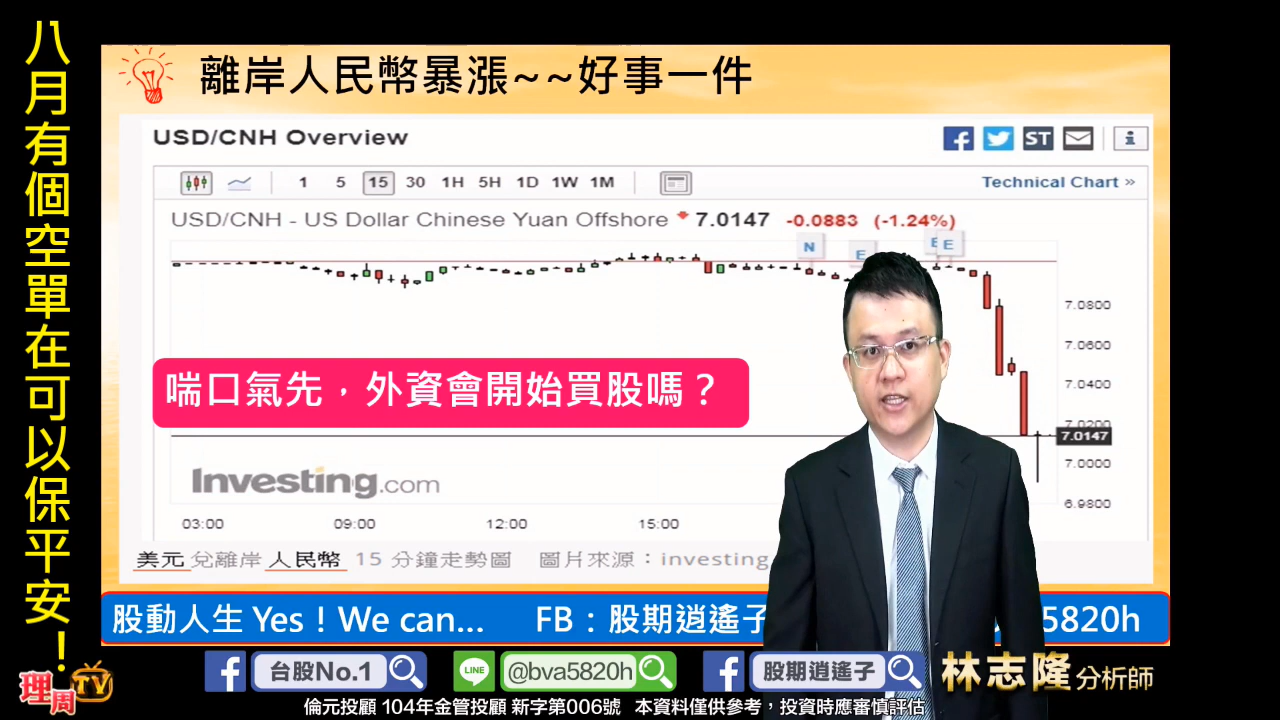 八月有個空單在可以保平安！
離岸人民幣暴漲~~好事一件
USD/CNH Overview
ST
1 5 15 30 1H 5H 1D 1W 1M
Technical Chart »
USD/CNH - US Dollar Chinese Yuan Offshore 7.0147 -0.0883 (-1.24%)
N E E E
7.0800
7.0600
喘口氣先，外資會開始買股嗎？
7.0400
7.0200
7.0147
7.0000
Investing.com
6.9800
03:00 09:00 12:00 15:00
美元兌離岸人民幣 15 分鐘走勢圖 圖片來源：investing
股動人生 Yes！We can... FB：股期逍遙子 5820h
台股No.1 LINE @bva5820h 股期逍遙子 林志隆 分析師
理周TV
倫元投顧 104年金管投顧 新字第006號 本資料僅供參考，投資時應審慎評估